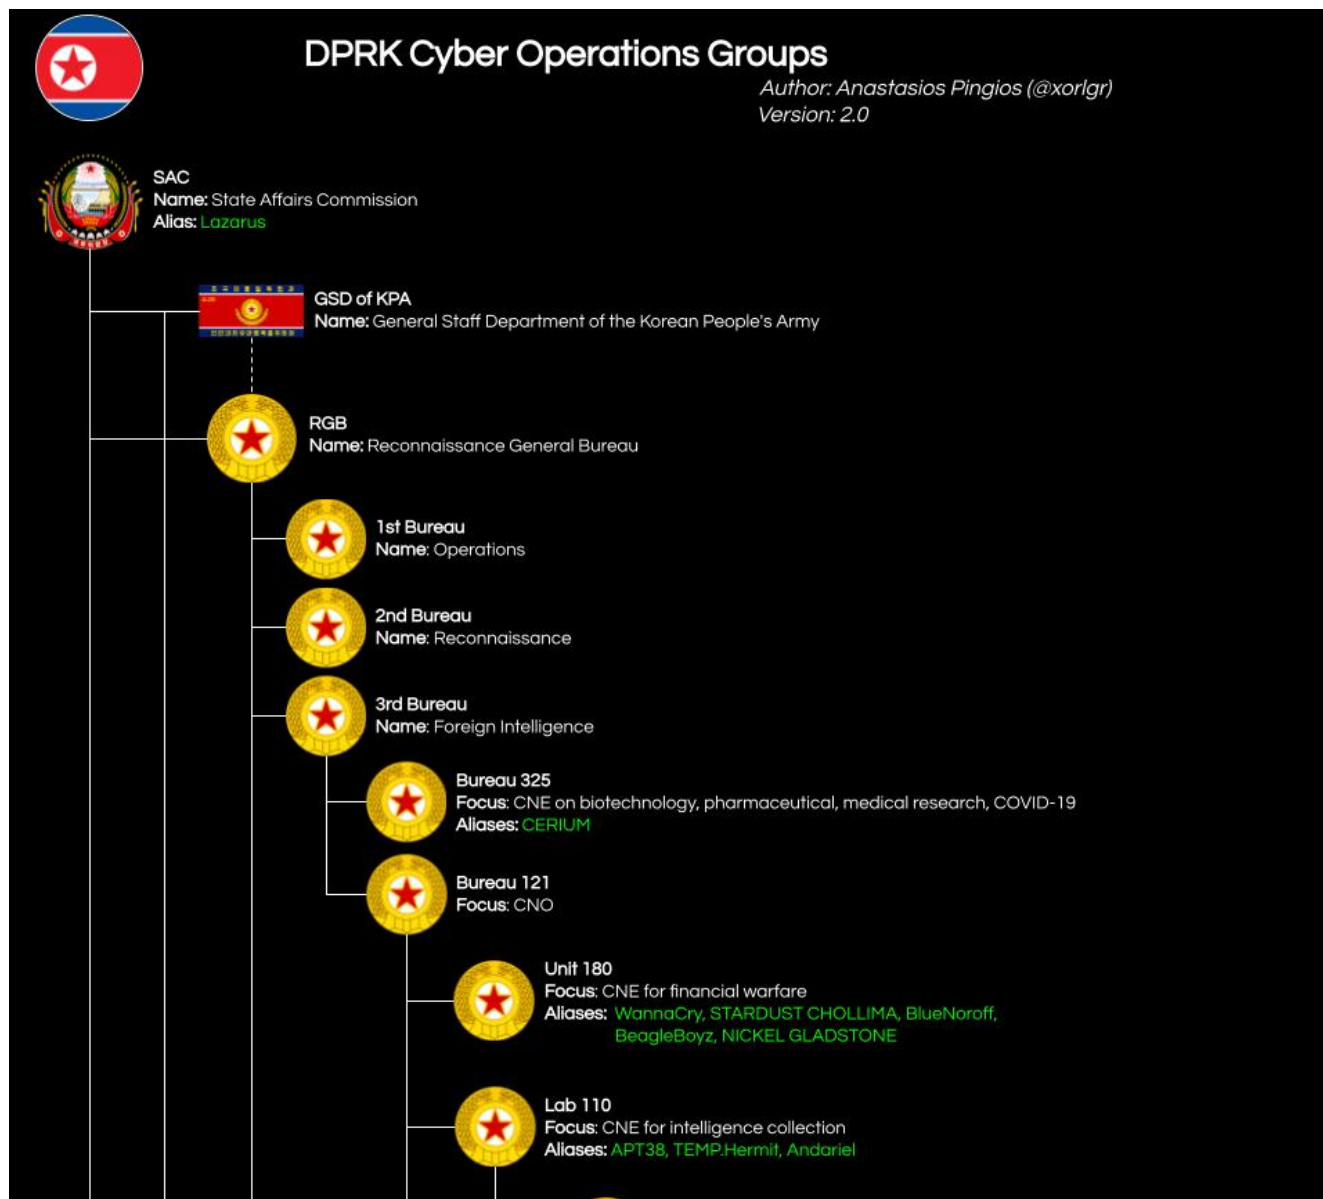 DPRK Cyber Operations Groups
Author: Anastasios Pingios (@xorlgr)
Version: 2.0
SAC
Name: State Affairs Commission
Alias: Lazarus
GSD of KPA
Name: General Staff Department of the Korean People's Army
RGB
Name: Reconnaissance General Bureau
1st Bureau
Name: Operations
2nd Bureau
Name: Reconnaissance
3rd Bureau
Name: Foreign Intelligence
Bureau 325
Focus: CNE on biotechnology, pharmaceutical, medical research, COVID-19
Aliases: CERIUM
Bureau 121
Focus: CNO
Unit 180
Focus: CNE for financial warfare
Aliases: WannaCry, STARDUST CHOLLIMA, BlueNoroff,
BeagleBoyz, NICKEL GLADSTONE
Lab 110
Focus: CNE for intelligence collection
Aliases: APT38, TEMP.Hermit, Andariel